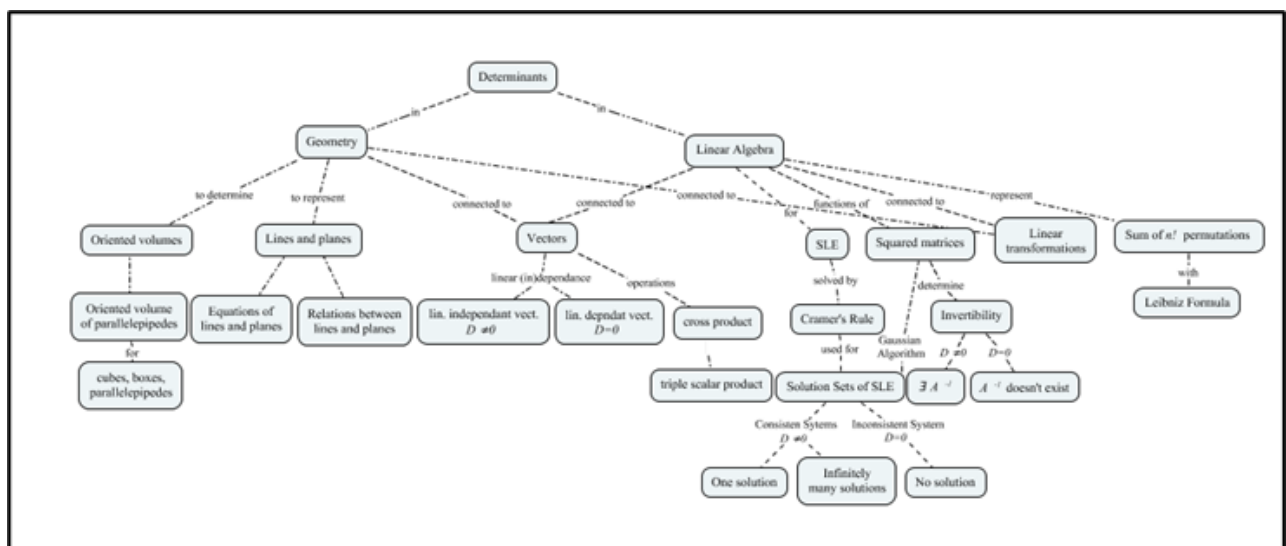 Determinants
in
in
Geometry
Linear Algebra
to determine
to represent
connected to
connected to
connected to
for
functions of
connected to
represent
Oriented volumes
Lines and planes
Vectors
SLE
Squared matrices
Linear
transformations
Sum of n! permutations
linear (in)dependance
operations
solved by
determine
with
Oriented volume
of parallelepipedes
Equations of
lines and planes
Relations between
lines and planes
lin. independant vect.
D ≠0
lin. depndat vect.
D=0
cross product
Cramer's Rule
Invertibility
Leibniz Formula
for
used for
Gaussian
Algorithm
D ≠0
D=0
cubes, boxes,
parallelepipedes
triple scalar product
Solution Sets of SLE
∃ A⁻¹
A⁻¹ doesn't exist
Consisten Sytems
D ≠0
Inconsistent System
D=0
One solution
Infinitely
many solutions
No solution